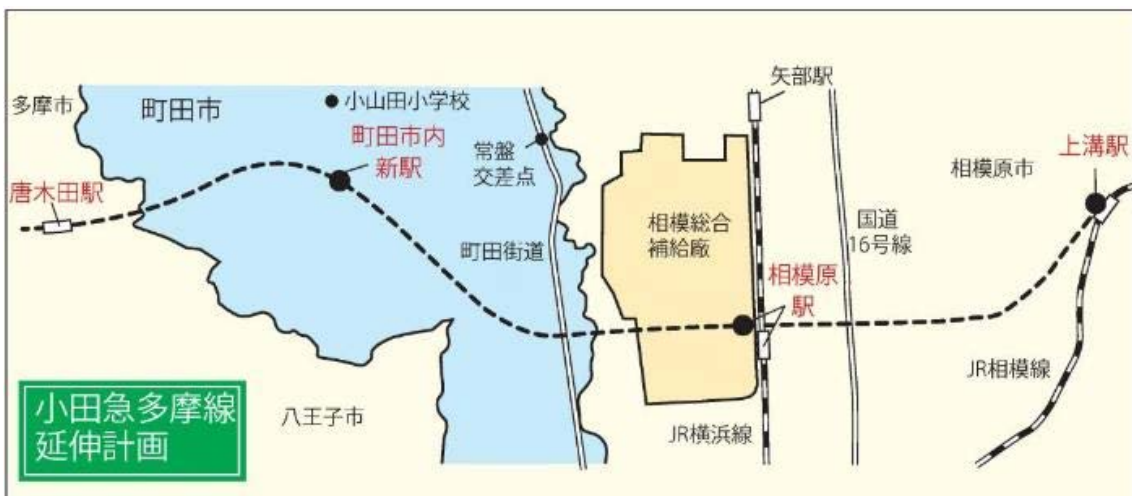 多摩市
町田市
小山田小学校
町田市内
新駅
唐木田駅
常盤
交差点
町田街道
矢部駅
相模総合
補給廠
国道
16号線
相模原
駅
相模原市
上溝駅
JR相模線
JR横浜線
八王子市
小田急多摩線
延伸計画